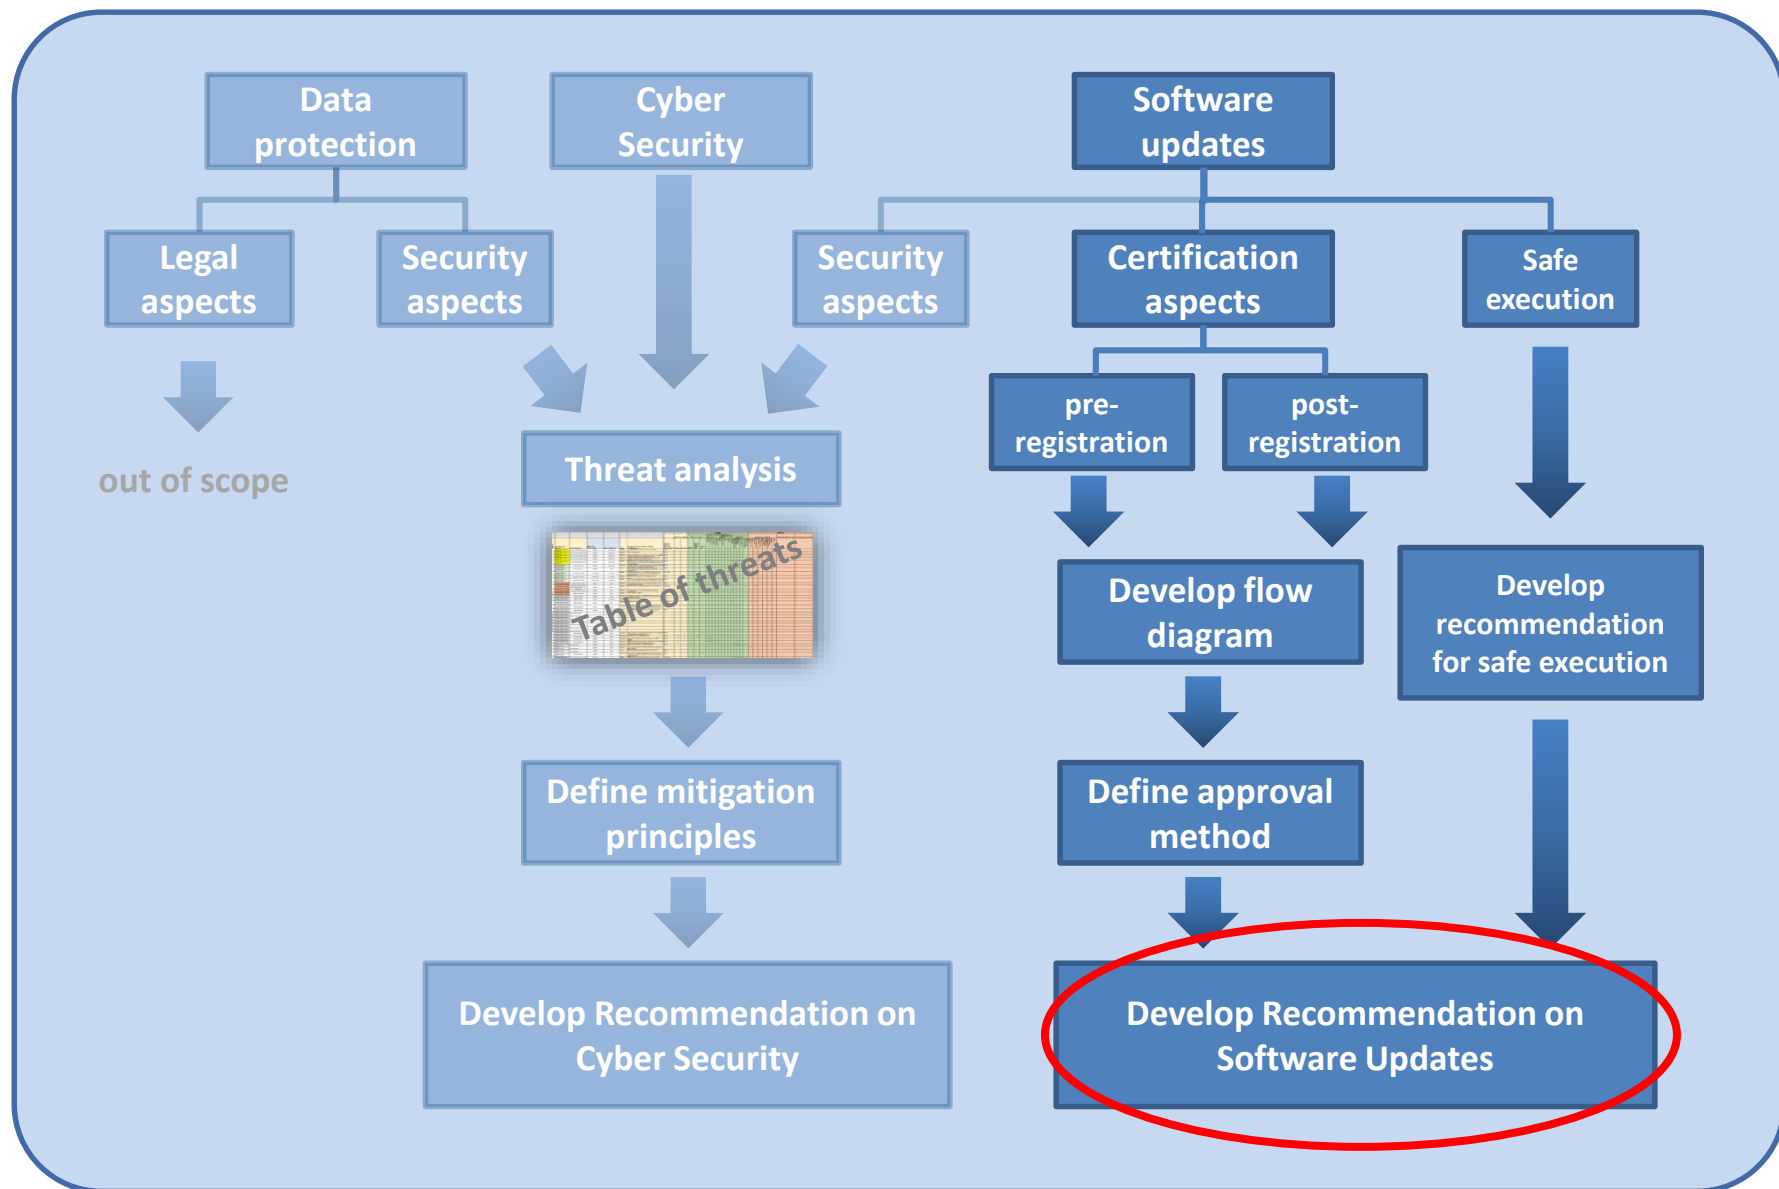 Data
protection
Cyber
Security
Software
updates
Legal
aspects
Security
aspects
Security
aspects
Certification
aspects
Safe
execution
pre-
registration
post-
registration
out of scope
Threat analysis
Table of threats
Develop flow
diagram
Develop
recommendation
for safe execution
Define mitigation
principles
Define approval
method
Develop Recommendation on
Cyber Security
Develop Recommendation on
Software Updates